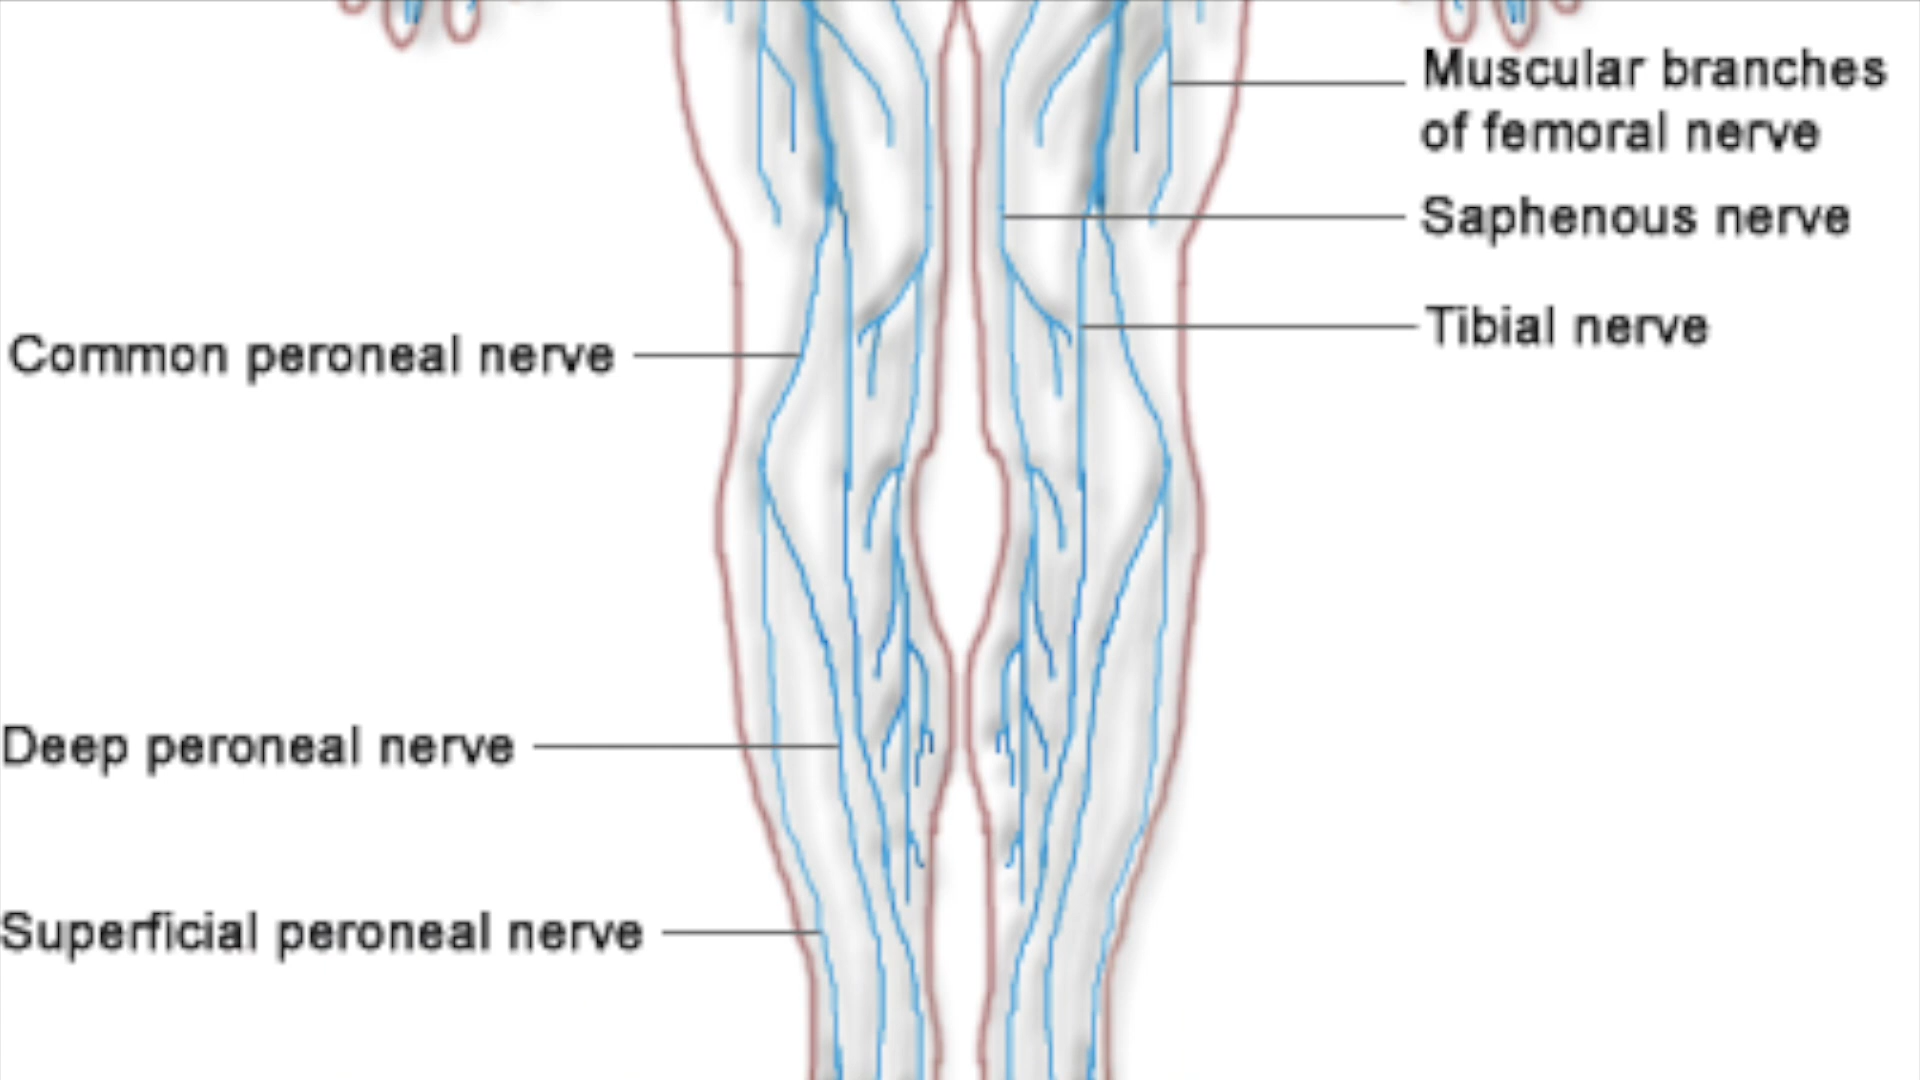 Muscular branches
of femoral nerve
Saphenous nerve
Tibial nerve
Common peroneal nerve
Deep peroneal nerve
Superficial peroneal nerve